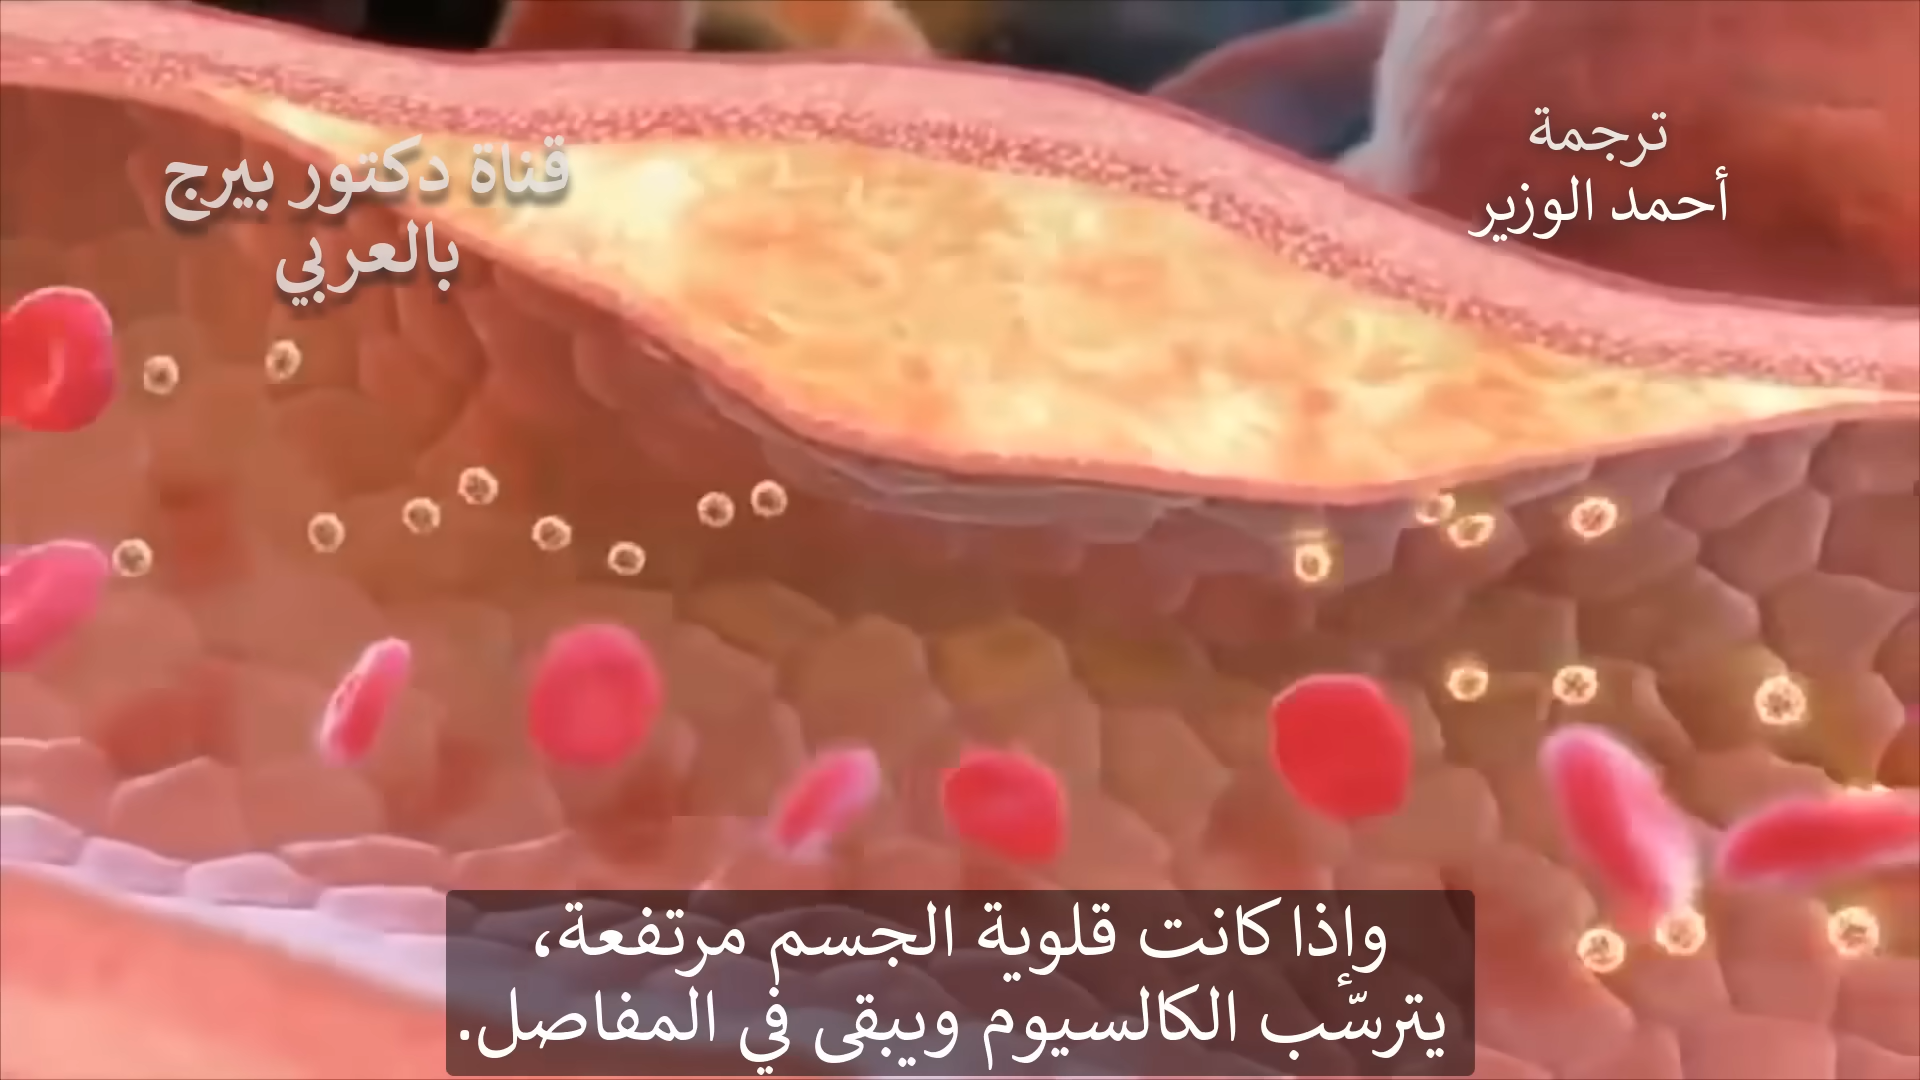 ترجمة
أحمد الوزير
قناة دكتور بيرج
بالعربي
وإذا كانت قلوية الجسم مرتفعة،
يترسَّب الكالسيوم ويبقى في المفاصل.